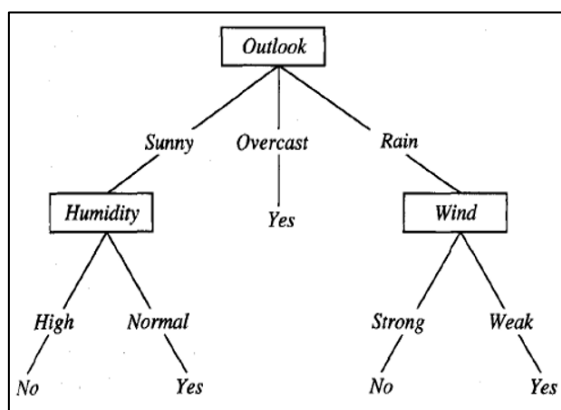 Outlook
Sunny Overcast Rain
Humidity Yes Wind
High Normal Strong Weak
No Yes No Yes